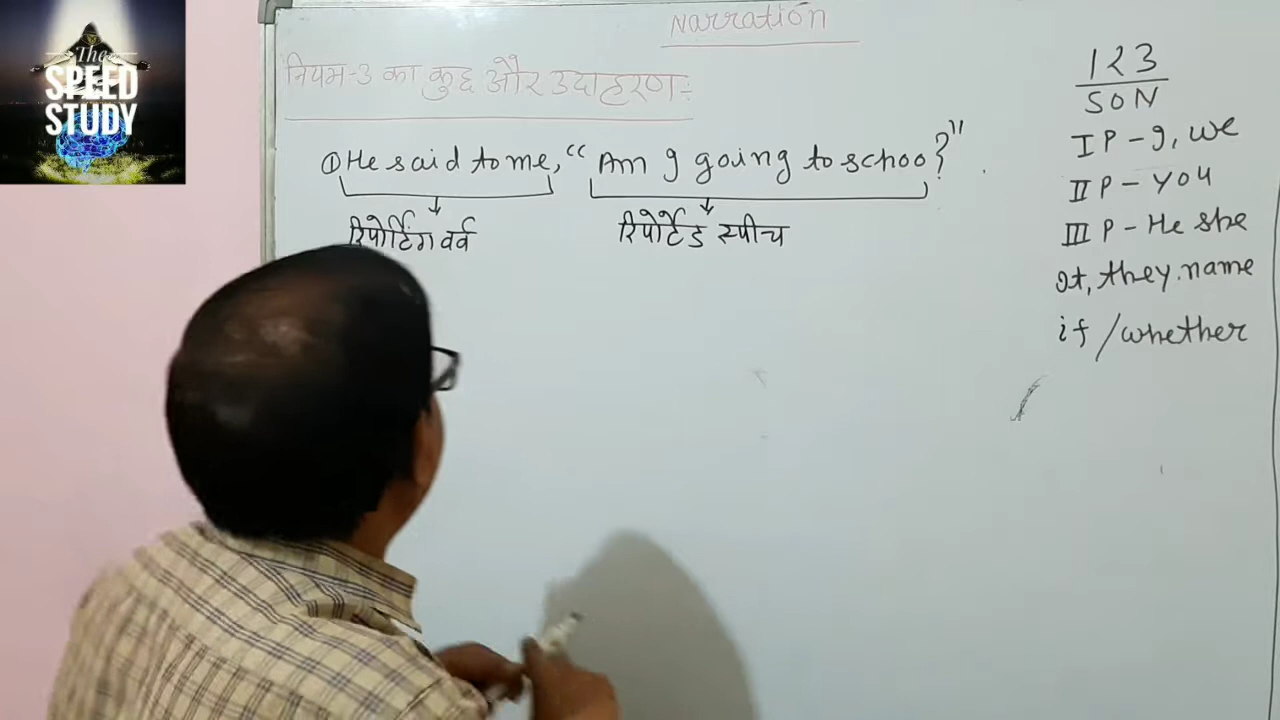 The
SPEED
STUDY
Narration
नियम-3 का कुछ और उदाहरण:
① He said to me, “ Am I going to schoo?”
रिपोर्टिंग वर्व
रिपोर्टेड स्पीच
123
SON
I P - I, we
II P - YOU
III P - He she
It, they. name
if / whether